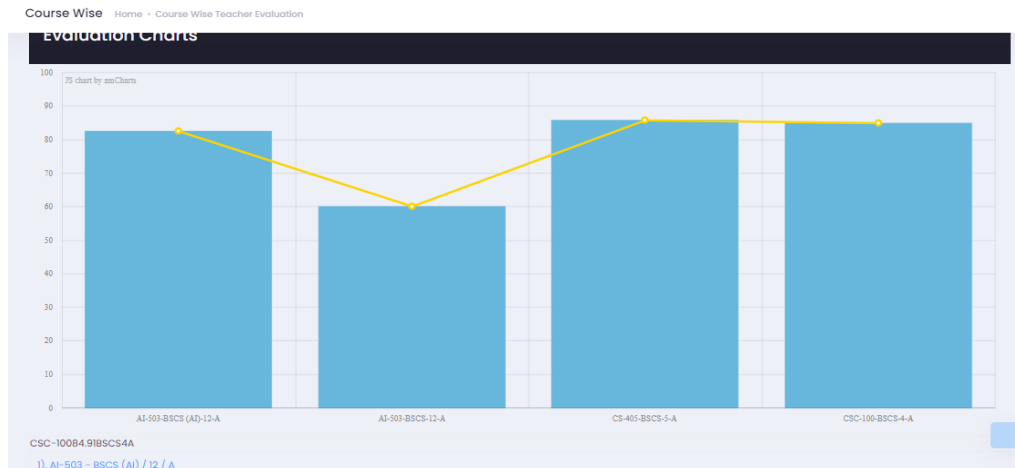 Course Wise Home - Course Wise Teacher Evaluation
Evaluation Charts
100
JS chart by amCharts
90
80
70
60
50
40
30
20
10
0
AI-503-BSCS (AI)-12-A AI-503-BSCS-12-A CS-405-BSCS-5-A CSC-100-BSCS-4-A
CSC-10084.91BSCS4A
1). AI-503 - BSCS (AI) / 12 / A